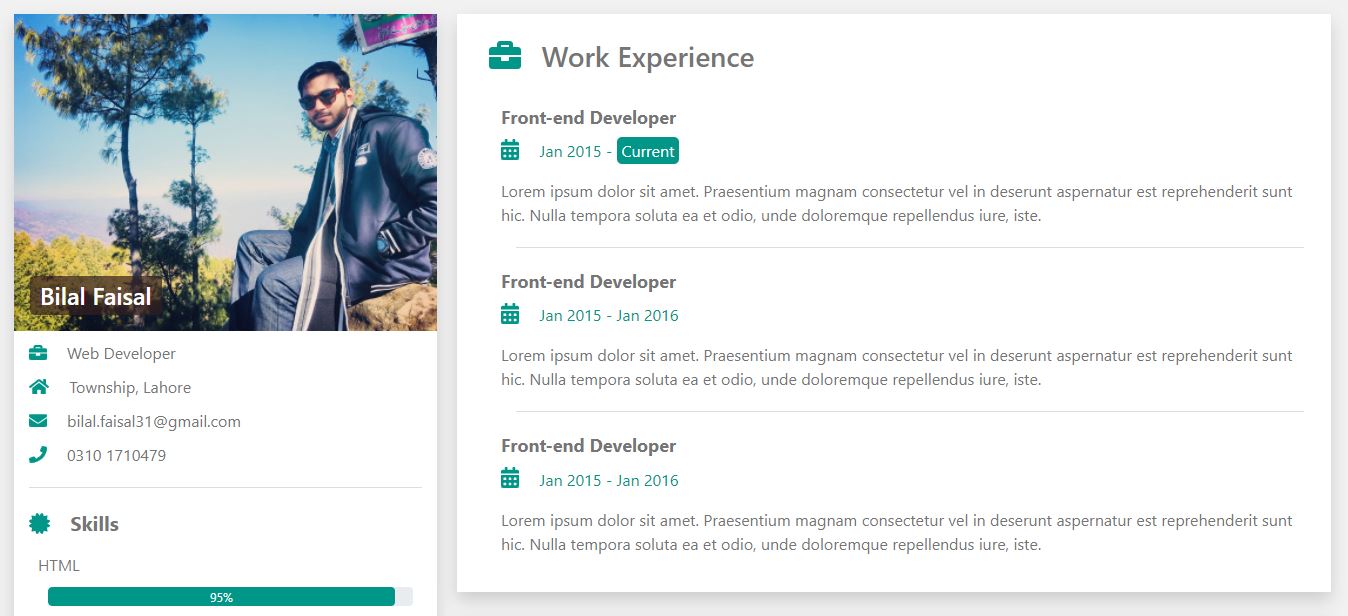 Bilal Faisal
Web Developer
Township, Lahore
bilal.faisal31@gmail.com
0310 1710479
Skills
HTML
95%
Work Experience
Front-end Developer
Jan 2015 - Current
Lorem ipsum dolor sit amet. Praesentium magnam consectetur vel in deserunt aspernatur est reprehenderit sunt
hic. Nulla tempora soluta ea et odio, unde doloremque repellendus iure, iste.
Front-end Developer
Jan 2015 - Jan 2016
Lorem ipsum dolor sit amet. Praesentium magnam consectetur vel in deserunt aspernatur est reprehenderit sunt
hic. Nulla tempora soluta ea et odio, unde doloremque repellendus iure, iste.
Front-end Developer
Jan 2015 - Jan 2016
Lorem ipsum dolor sit amet. Praesentium magnam consectetur vel in deserunt aspernatur est reprehenderit sunt
hic. Nulla tempora soluta ea et odio, unde doloremque repellendus iure, iste.